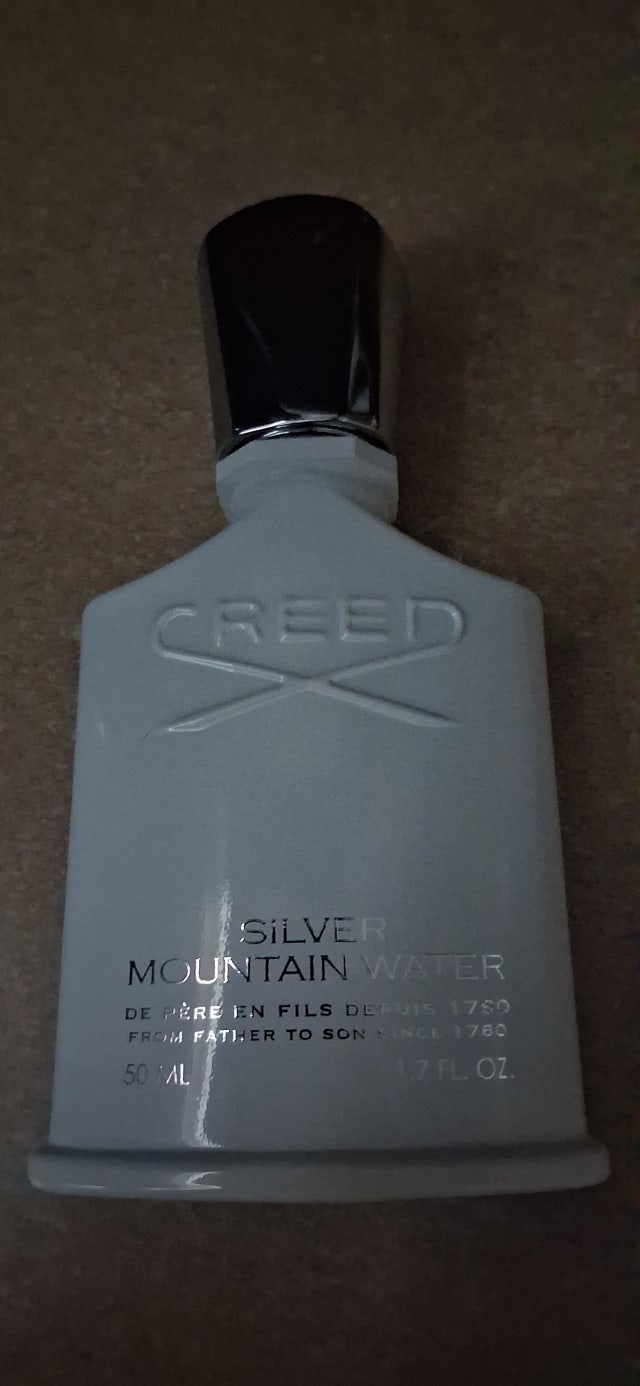 CREED
SiLVER
MOUNTAIN WATER
DE PÈRE EN FILS DEPUIS 1760
FROM FATHER TO SON SINCE 1760
50 ML 1.7 FL. OZ.